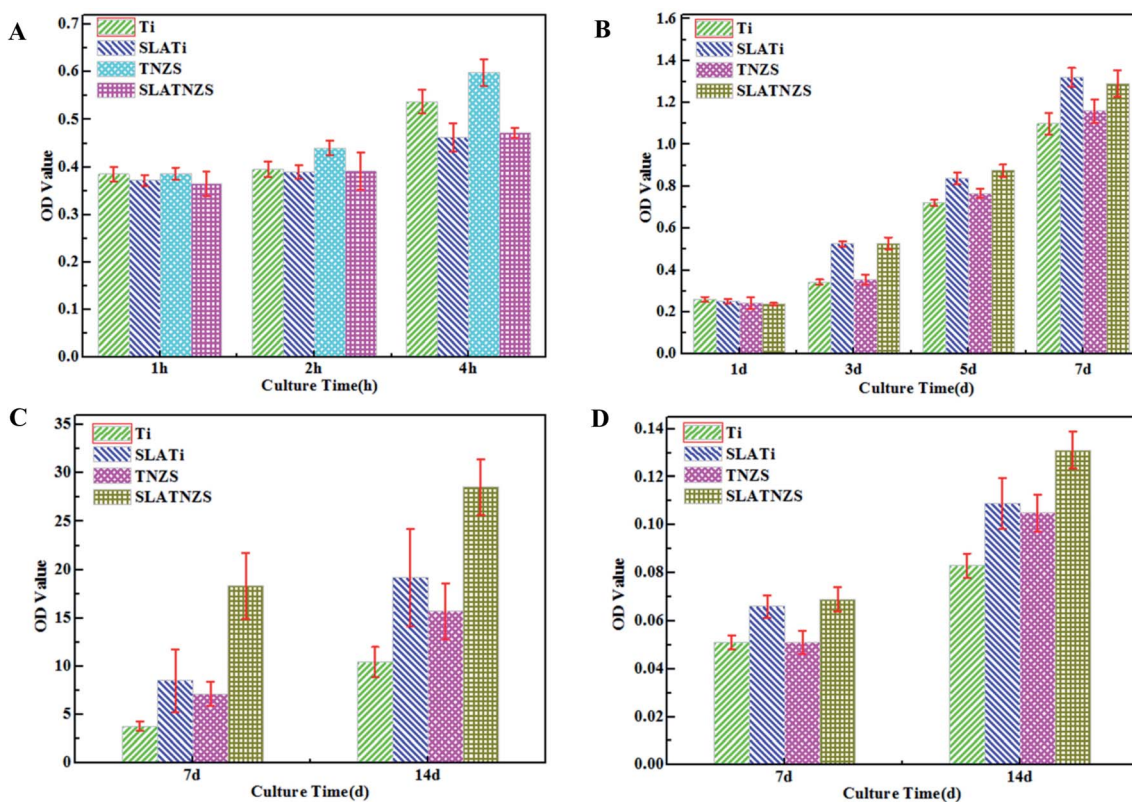 A
0.7
0.6
0.5
0.4
0.3
0.2
0.1
0.0
OD Value
Ti
SLATi
TNZS
SLATNZS
1h 2h 4h
Culture Time(h)
B
1.6
1.4
1.2
1.0
0.8
0.6
0.4
0.2
0.0
OD Value
Ti
SLATi
TNZS
SLATNZS
1d 3d 5d 7d
Culture Time(d)
C
35
30
25
20
15
10
5
0
OD Value
Ti
SLATi
TNZS
SLATNZS
7d 14d
Culture Time(d)
D
0.14
0.12
0.10
0.08
0.06
0.04
0.02
0.00
OD Value
Ti
SLATi
TNZS
SLATNZS
7d 14d
Culture Time(d)